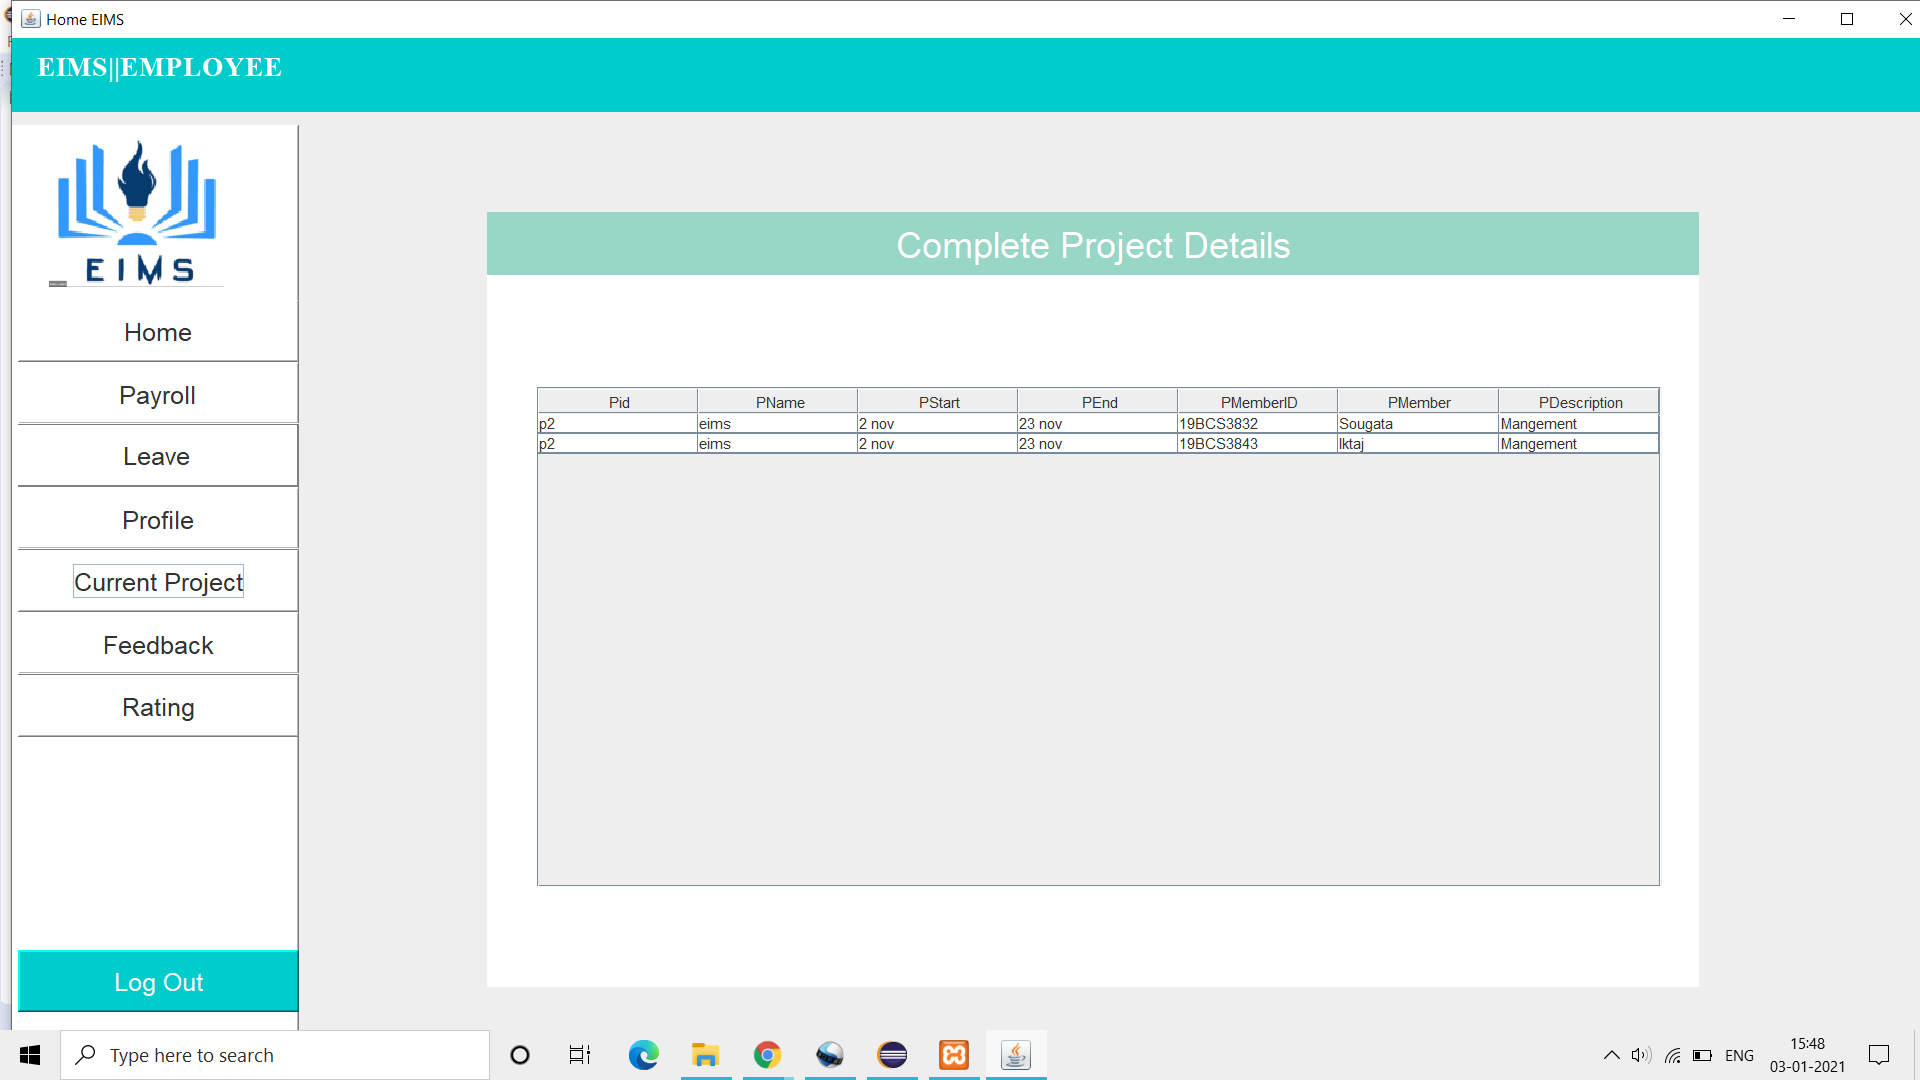 Home EIMS
EIMS||EMPLOYEE
EIMS
Home
Payroll
Leave
Profile
Current Project
Feedback
Rating
Log Out
Complete Project Details
Pid PName PStart PEnd PMemberID PMember PDescription
p2 eims 2 nov 23 nov 19BCS3832 Sougata Mangement
p2 eims 2 nov 23 nov 19BCS3843 Iktaj Mangement
Type here to search
ENG
15:48
03-01-2021